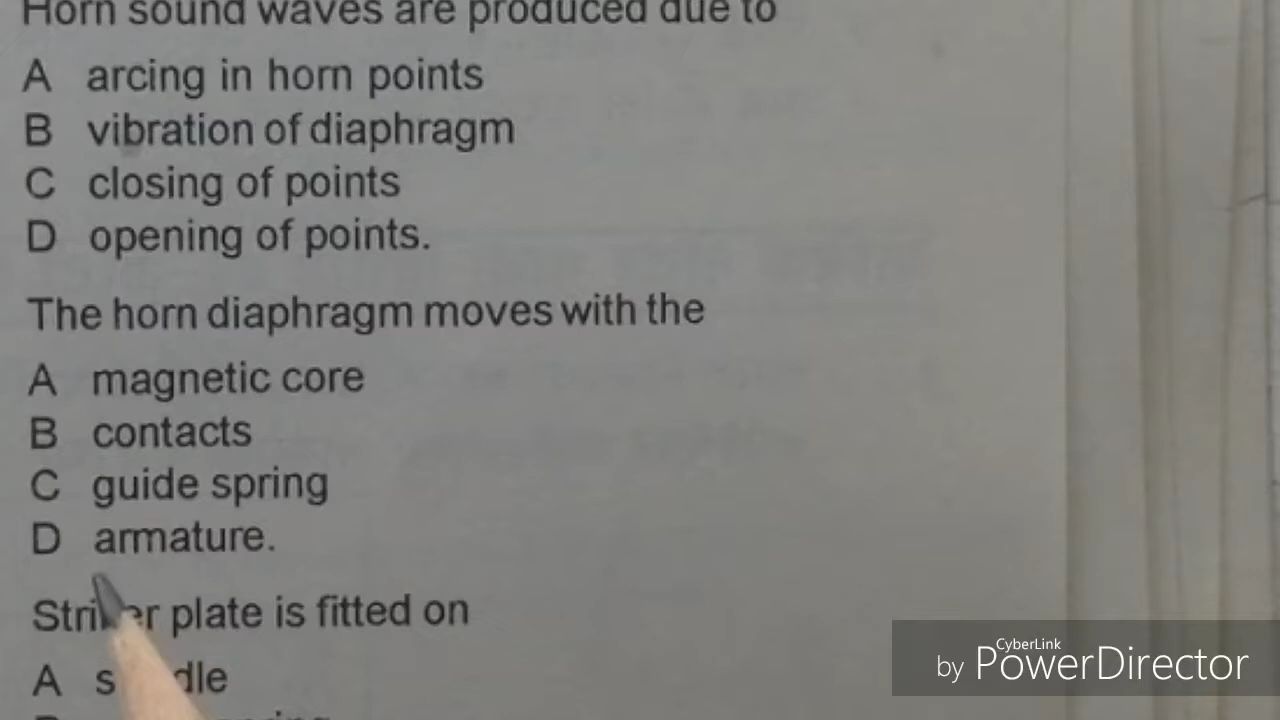 Horn sound waves are produced due to
A arcing in horn points
B vibration of diaphragm
C closing of points
D opening of points.
The horn diaphragm moves with the
A magnetic core
B contacts
C guide spring
D armature.
plate is fitted on
A
by CyberLink PowerDirector